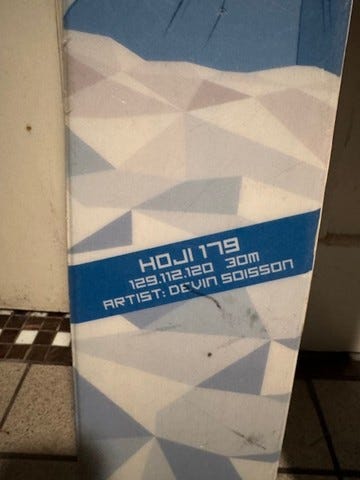 HOJI 179
129.112.120 30M
ARTIST: DEVIN SOISSON